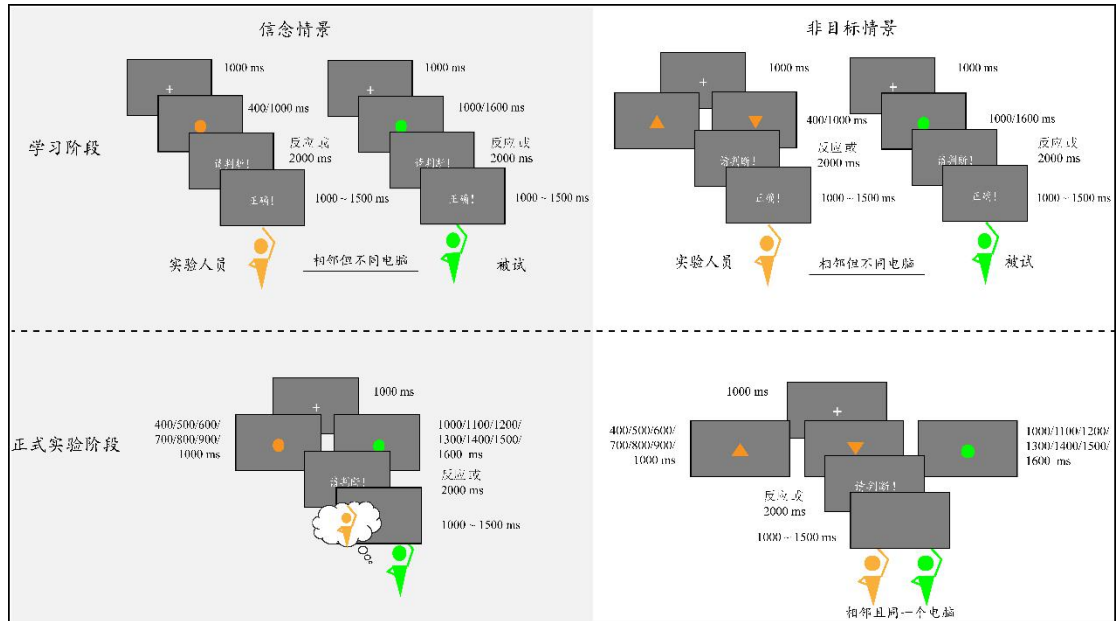 信念情景
非目标情景
学习阶段
1000 ms
400/1000 ms
反应或
2000 ms
请判断!
正确!
1000 ~ 1500 ms
实验人员
1000 ms
1000/1600 ms
反应或
2000 ms
请判断!
正确!
1000 ~ 1500 ms
被试
相邻但不同电脑
1000 ms
400/1000 ms
反应或
2000 ms
请判断!
正确!
1000 ~ 1500 ms
实验人员
1000 ms
1000/1600 ms
反应或
2000 ms
请判断!
正确!
1000 ~ 1500 ms
被试
相邻但不同电脑
正式实验阶段
1000 ms
400/500/600/
700/800/900/
1000 ms
1000/1100/1200/
1300/1400/1500/
1600 ms
请判断!
反应或
2000 ms
1000 ~ 1500 ms
1000 ms
400/500/600/
700/800/900/
1000 ms
1000/1100/1200/
1300/1400/1500/
1600 ms
请判断!
反应或
2000 ms
1000 ~ 1500 ms
相邻且同一个电脑